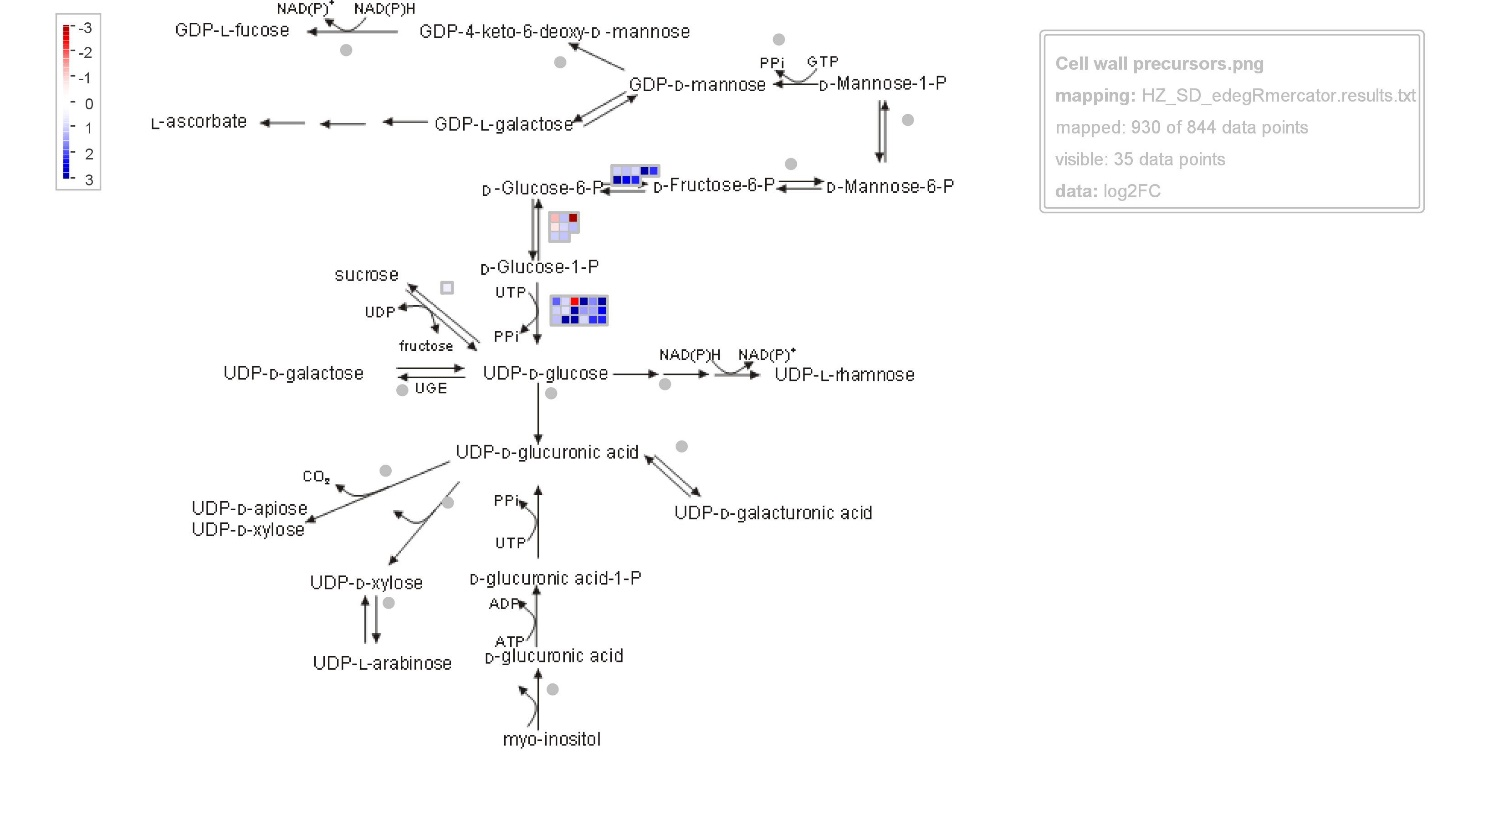 NAD(P)+ NAD(P)H
GDP-L-fucose
GDP-4-keto-6-deoxy-D -mannose
PPi GTP
GDP-D-mannose
D-Mannose-1-P
L-ascorbate
GDP-L-galactose
D-Glucose-6-P
D-Fructose-6-P
D-Mannose-6-P
D-Glucose-1-P
sucrose
UTP
UDP
PPi
fructose
NAD(P)H NAD(P)+
UDP-D-galactose
UGE
UDP-D-glucose
UDP-L-rhamnose
UDP-D-glucuronic acid
CO2
UDP-D-apiose
UDP-D-xylose
PPi
UTP
UDP-D-galacturonic acid
UDP-D-xylose
D-glucuronic acid-1-P
ADP
ATP
UDP-L-arabinose
D-glucuronic acid
myo-inositol
-3
-2
-1
0
1
2
3
Cell wall precursors.png
mapping: HZ_SD_edegRmercator.results.txt
mapped: 930 of 844 data points
visible: 35 data points
data: log2FC